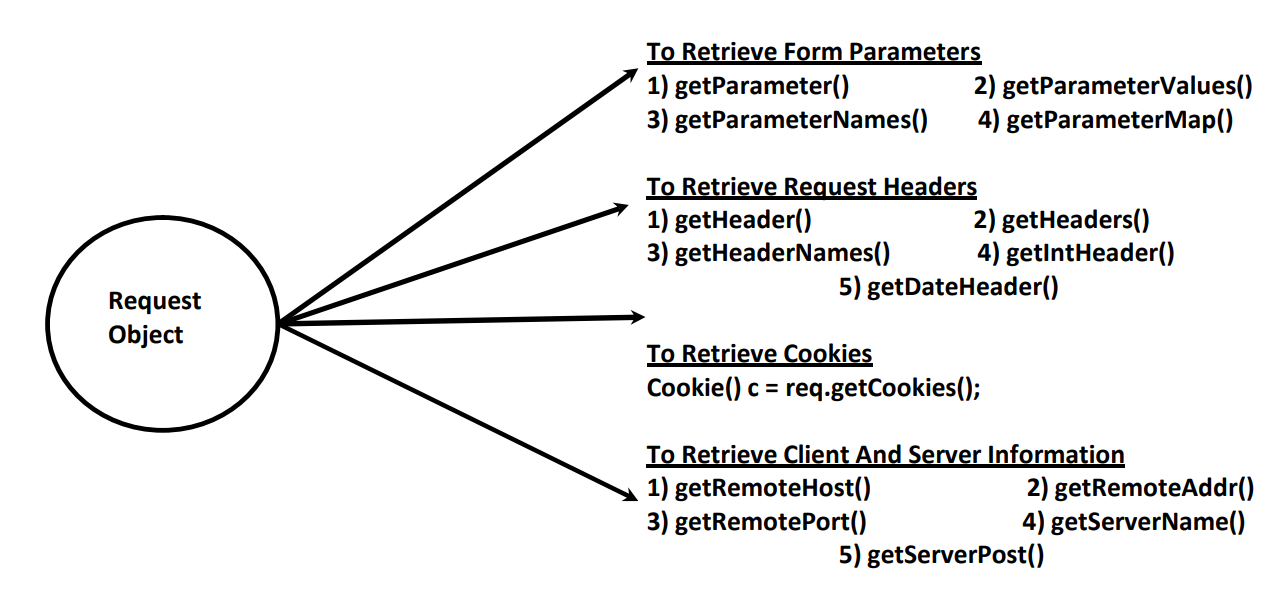 Request
Object
To Retrieve Form Parameters
1) getParameter() 2) getParameterValues()
3) getParameterNames() 4) getParameterMap()
To Retrieve Request Headers
1) getHeader() 2) getHeaders()
3) getHeaderNames() 4) getIntHeader()
5) getDateHeader()
To Retrieve Cookies
Cookie() c = req.getCookies();
To Retrieve Client And Server Information
1) getRemoteHost() 2) getRemoteAddr()
3) getRemotePort() 4) getServerName()
5) getServerPost()